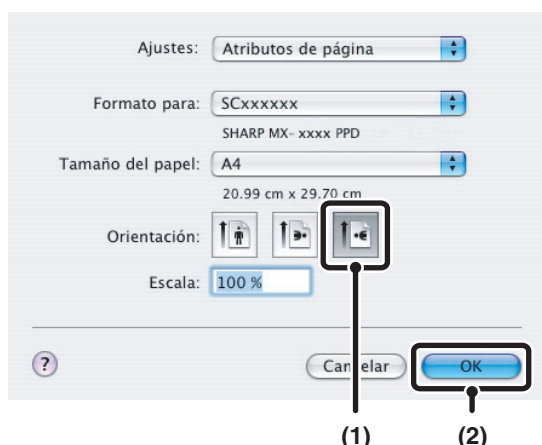 Ajustes: Atributos de página
Formato para: SCxxxxxx
SHARP MX- xxxx PPD
Tamaño del papel: A4
20.99 cm x 29.70 cm
Orientación:
Escala: 100 %
? Cancelar OK
(1) (2)